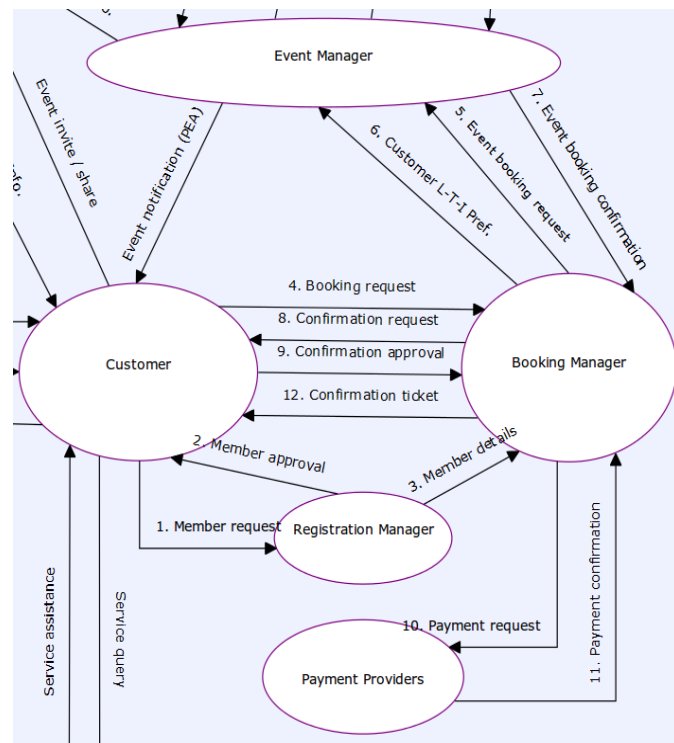 Event Manager
Event invite / share
Event notification (PEA)
6. Customer L-T-I Pref.
5. Event booking request
7. Event booking confirmation
info.
4. Booking request
8. Confirmation request
9. Confirmation approval
12. Confirmation ticket
Customer
Booking Manager
2. Member approval
3. Member details
1. Member request
Registration Manager
Service assistance
Service query
10. Payment request
11. Payment confirmation
Payment Providers